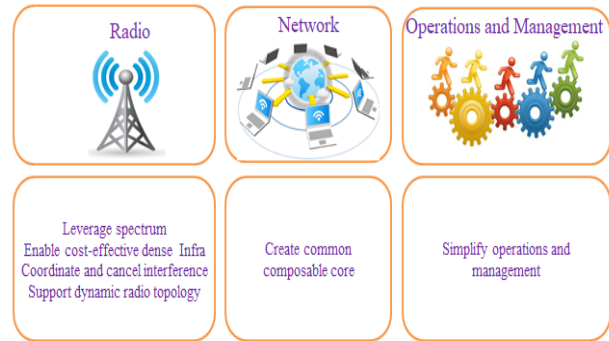 Radio
Network
Operations and Management
Leverage spectrum
Enable cost-effective dense Infra
Coordinate and cancel interference
Support dynamic radio topology
Create common
composable core
Simplify operations and
management